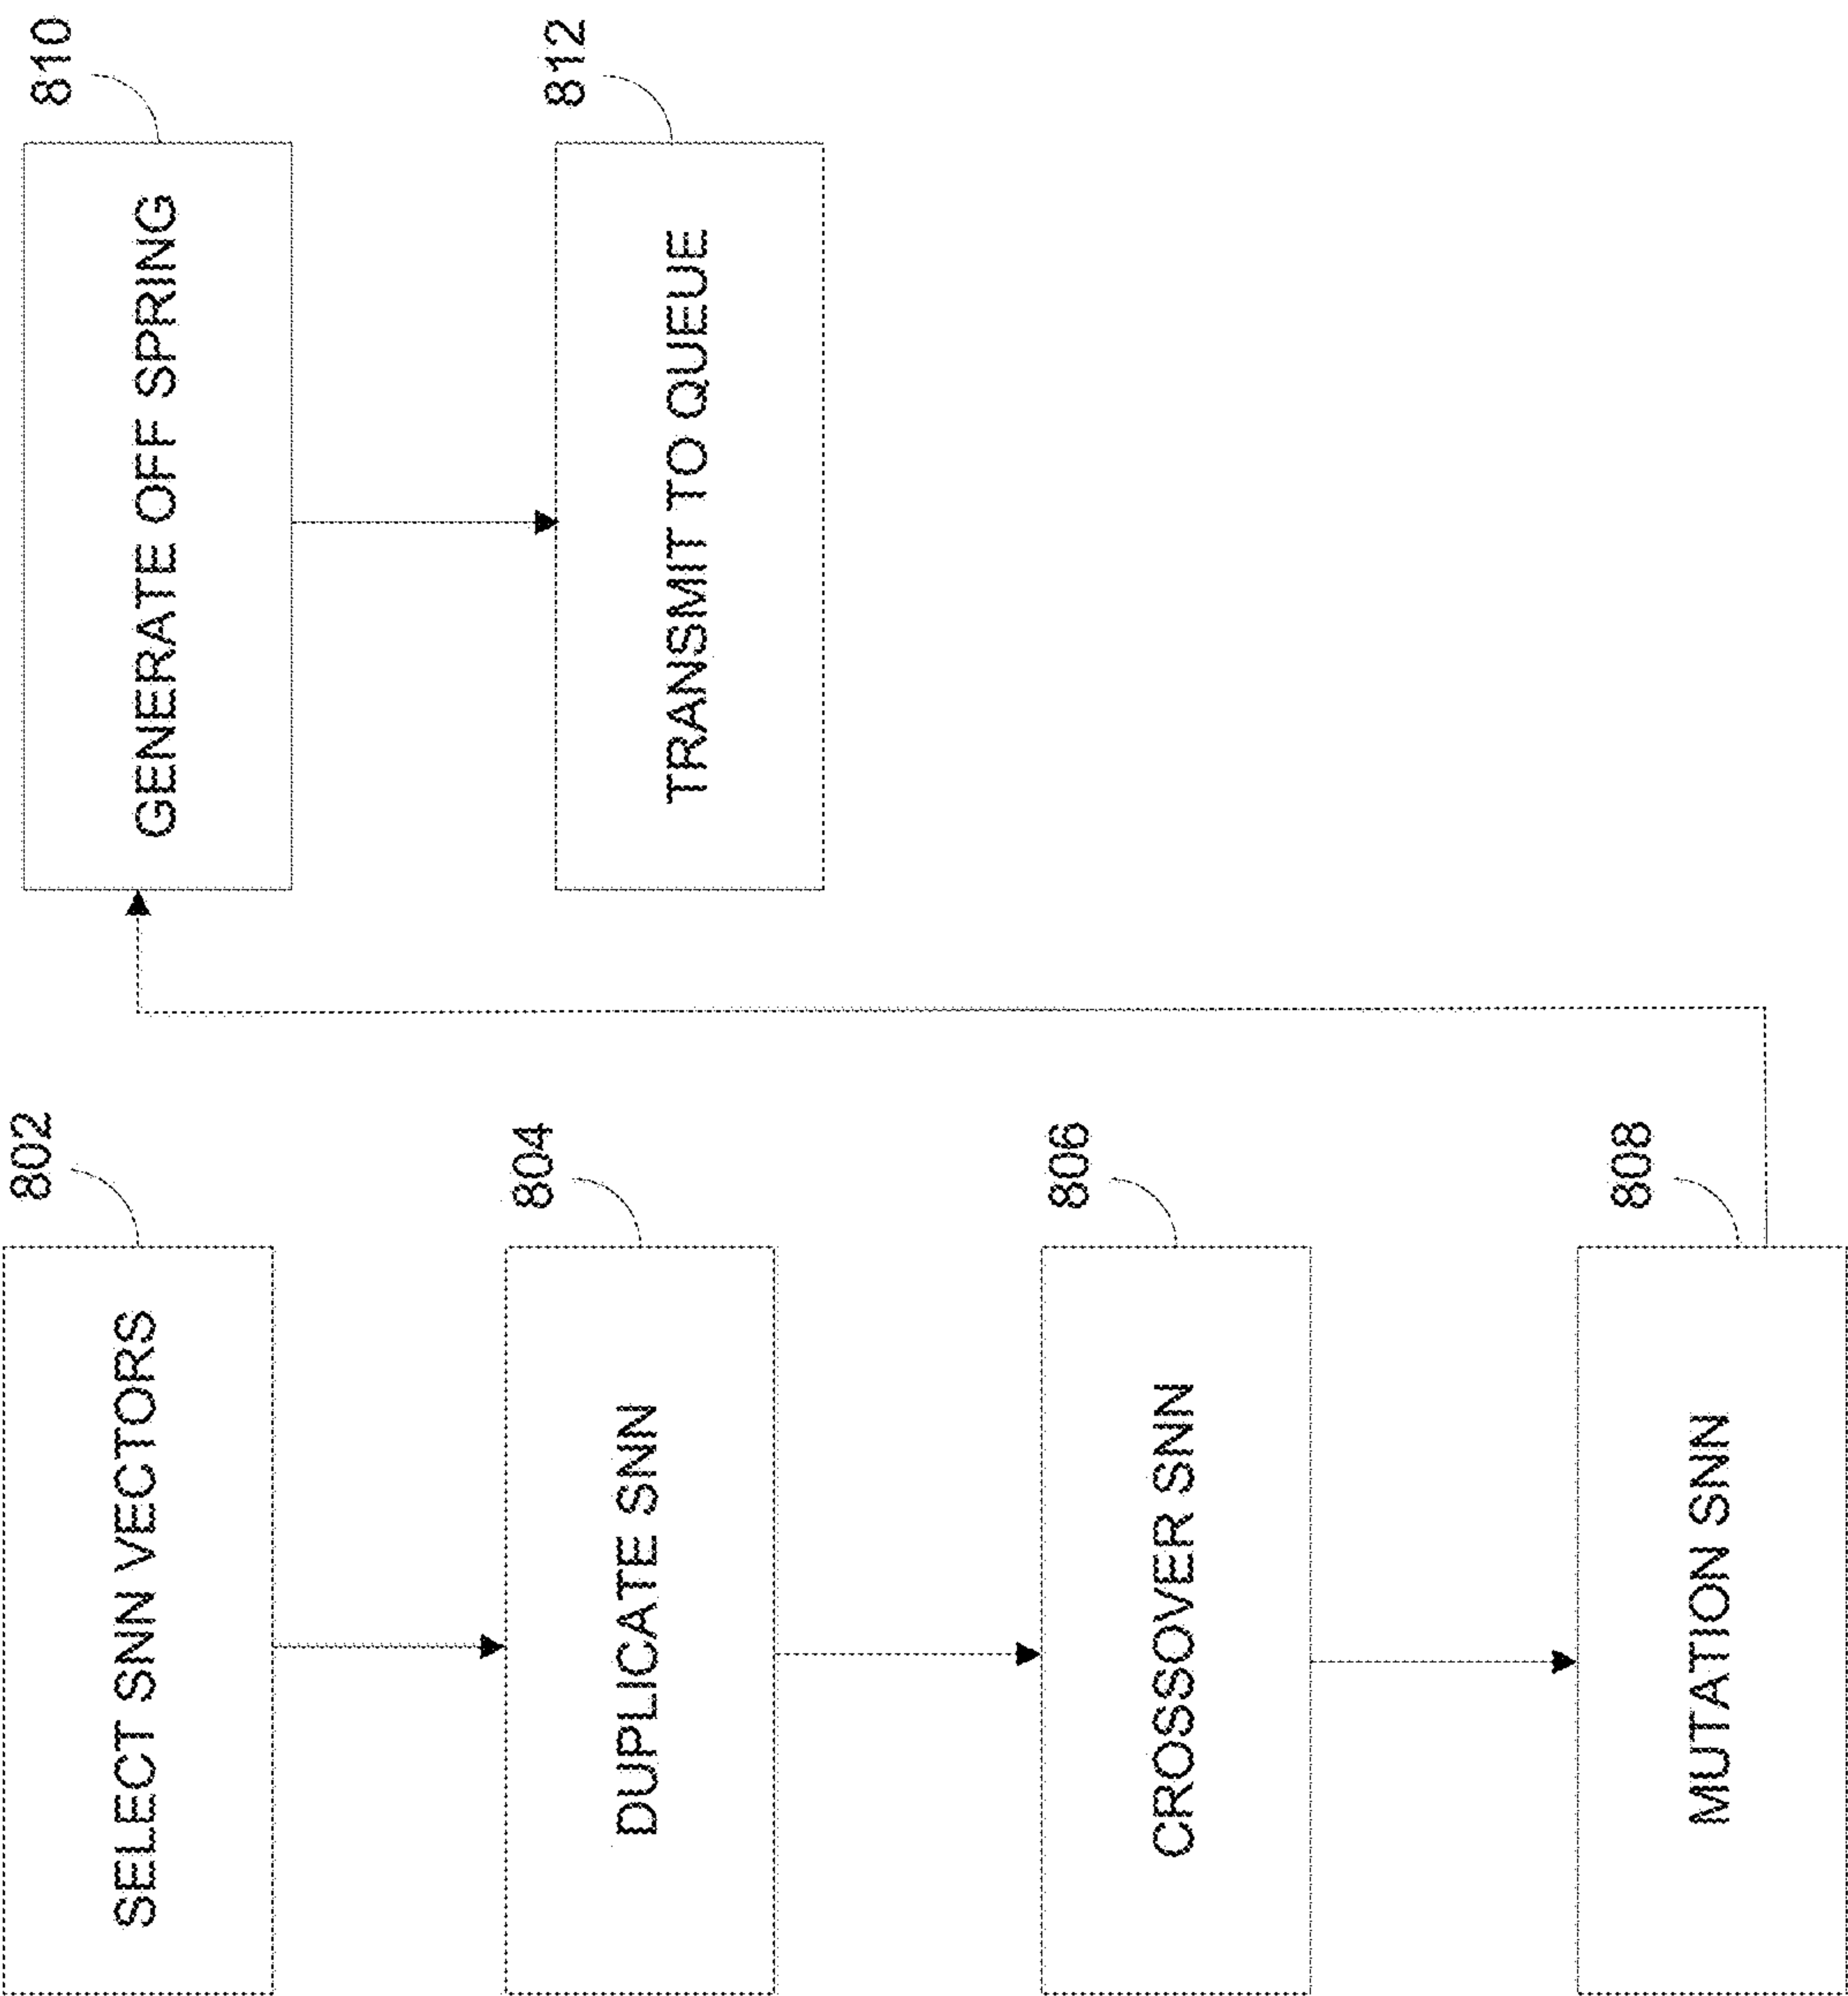 802
SELECT SNN VECTORS
804
DUPLICATE SNN
806
CROSSOVER SNN
808
MUTATION SNN
810
GENERATE OFF SPRING
812
TRANSMIT TO QUEUE